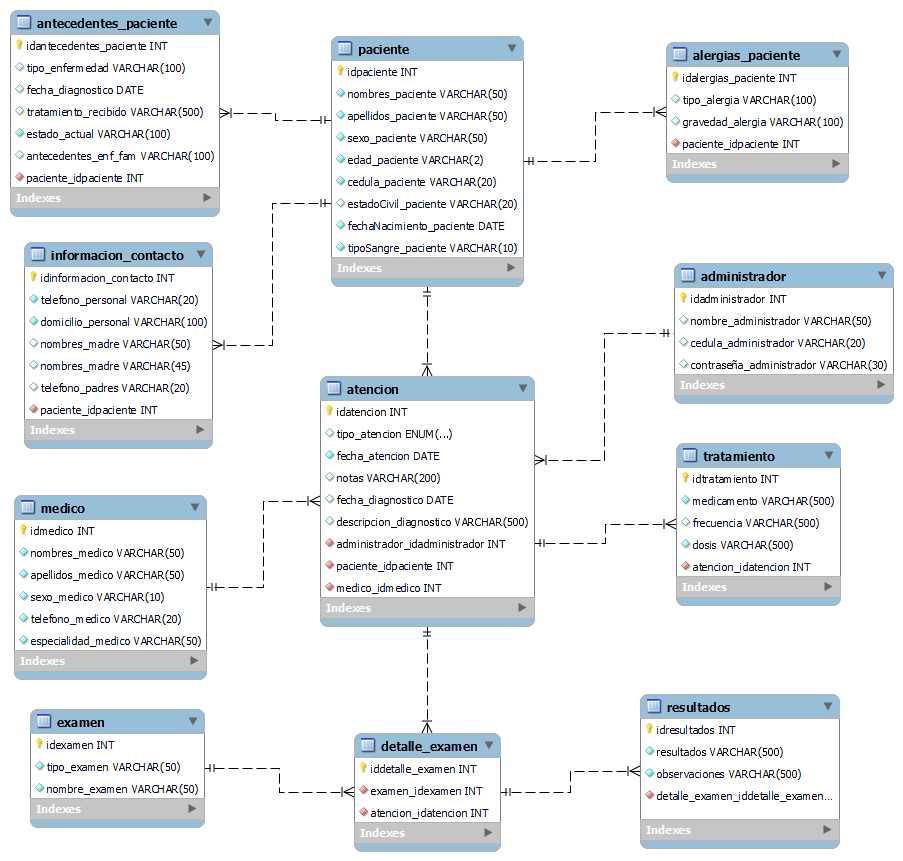 antecedentes_paciente
idantecedentes_paciente INT
tipo_enfermedad VARCHAR(100)
fecha_diagnostico DATE
tratamiento_recibido VARCHAR(500)
estado_actual VARCHAR(100)
antecedentes_enf_fam VARCHAR(100)
paciente_idpaciente INT
Indexes
paciente
idpaciente INT
nombres_paciente VARCHAR(50)
apellidos_paciente VARCHAR(50)
sexo_paciente VARCHAR(50)
edad_paciente VARCHAR(2)
cedula_paciente VARCHAR(20)
estadoCivil_paciente VARCHAR(20)
fechaNacimiento_paciente DATE
tipoSangre_paciente VARCHAR(10)
Indexes
alergias_paciente
idalergias_paciente INT
tipo_alergia VARCHAR(100)
gravedad_alergia VARCHAR(100)
paciente_idpaciente INT
Indexes
informacion_contacto
idinformacion_contacto INT
telefono_personal VARCHAR(20)
domicilio_personal VARCHAR(100)
nombres_madre VARCHAR(50)
nombres_madre VARCHAR(45)
telefono_padres VARCHAR(20)
paciente_idpaciente INT
Indexes
administrador
idadministrador INT
nombre_administrador VARCHAR(50)
cedula_administrador VARCHAR(20)
contraseña_administrador VARCHAR(30)
Indexes
atencion
idatencion INT
tipo_atencion ENUM(...)
fecha_atencion DATE
notas VARCHAR(200)
fecha_diagnostico DATE
descripcion_diagnostico VARCHAR(500)
administrador_idadministrador INT
paciente_idpaciente INT
medico_idmedico INT
Indexes
tratamiento
idtratamiento INT
medicamento VARCHAR(500)
frecuencia VARCHAR(500)
dosis VARCHAR(500)
atencion_idatencion INT
Indexes
medico
idmedico INT
nombres_medico VARCHAR(50)
apellidos_medico VARCHAR(50)
sexo_medico VARCHAR(10)
telefono_medico VARCHAR(20)
especialidad_medico VARCHAR(50)
Indexes
examen
idexamen INT
tipo_examen VARCHAR(50)
nombre_examen VARCHAR(50)
Indexes
detalle_examen
iddetalle_examen INT
examen_idexamen INT
atencion_idatencion INT
Indexes
resultados
idresultados INT
resultados VARCHAR(500)
observaciones VARCHAR(500)
detalle_examen_iddetalle_examen...
Indexes